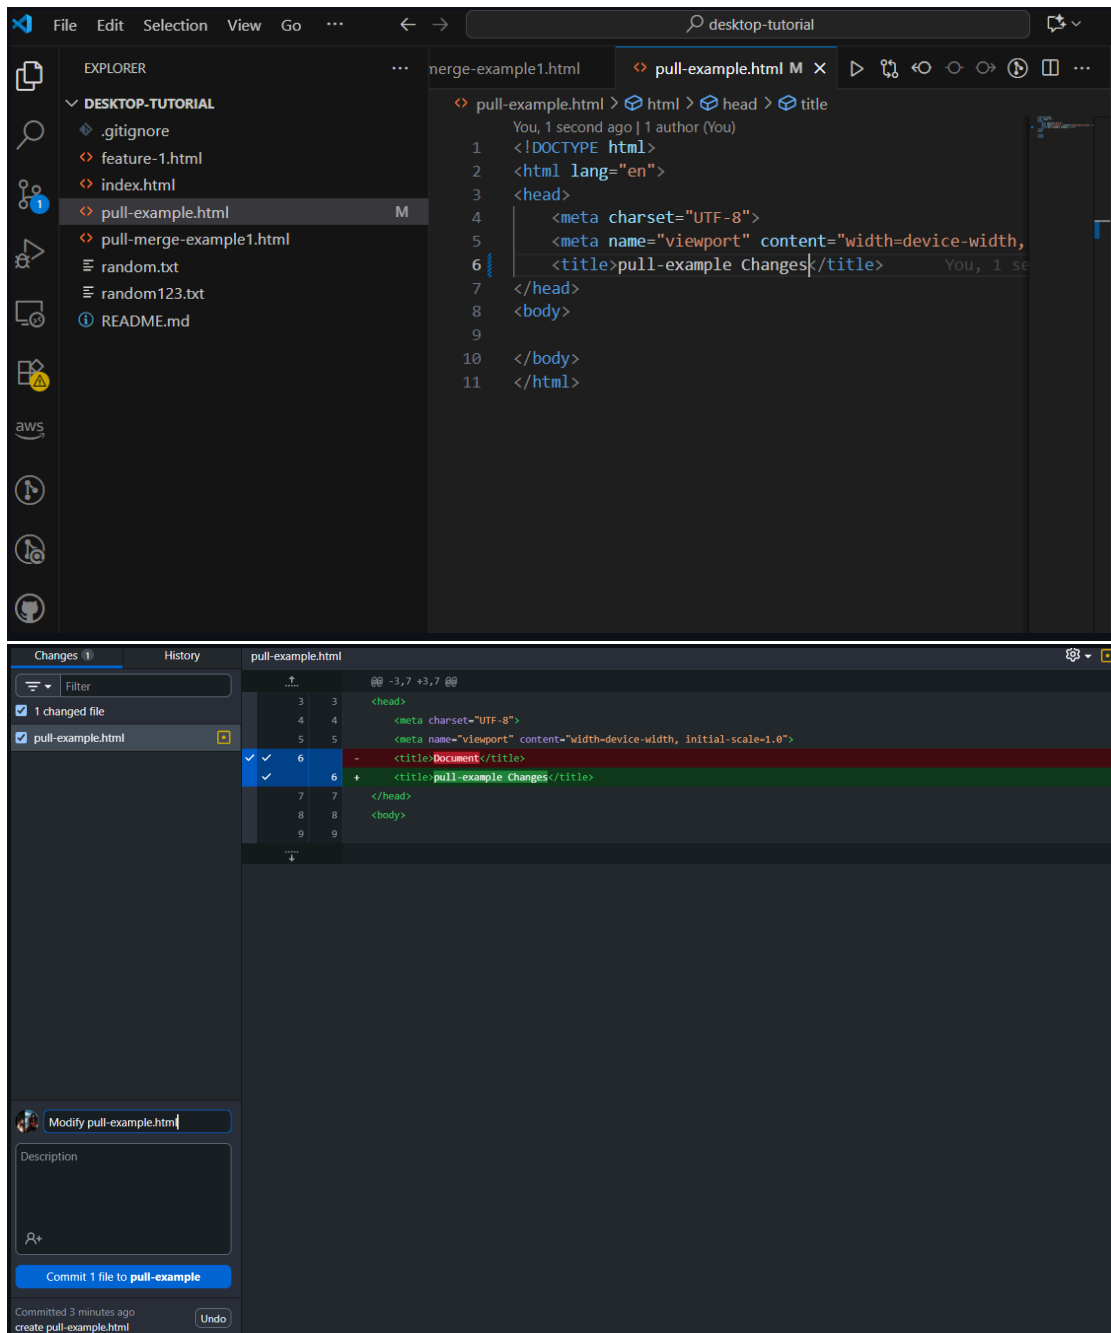 File Edit Selection View Go ··· desktop-tutorial
EXPLORER ···
DESKTOP-TUTORIAL
.gitignore
feature-1.html
index.html
pull-example.html M
pull-merge-example1.html
random.txt
random123.txt
README.md
1
aws
merge-example1.html pull-example.html M
pull-example.html > html > head > title
You, 1 second ago | 1 author (You)
1 <!DOCTYPE html>
2 <html lang="en">
3 <head>
4 <meta charset="UTF-8">
5 <meta name="viewport" content="width=device-width,
6 <title>pull-example Changes</title> You, 1 se
7 </head>
8 <body>
9
10 </body>
11 </html>
Changes 1 History
Filter
1 changed file
pull-example.html
pull-example.html
@@ -3,7 +3,7 @@
3 3 <head>
4 4 <meta charset="UTF-8">
5 5 <meta name="viewport" content="width=device-width, initial-scale=1.0">
6 - <title>Document</title>
6 + <title>pull-example Changes</title>
7 7 </head>
8 8 <body>
9 9
Modify pull-example.html
Description
Commit 1 file to pull-example
Committed 3 minutes ago
create pull-example.html
Undo